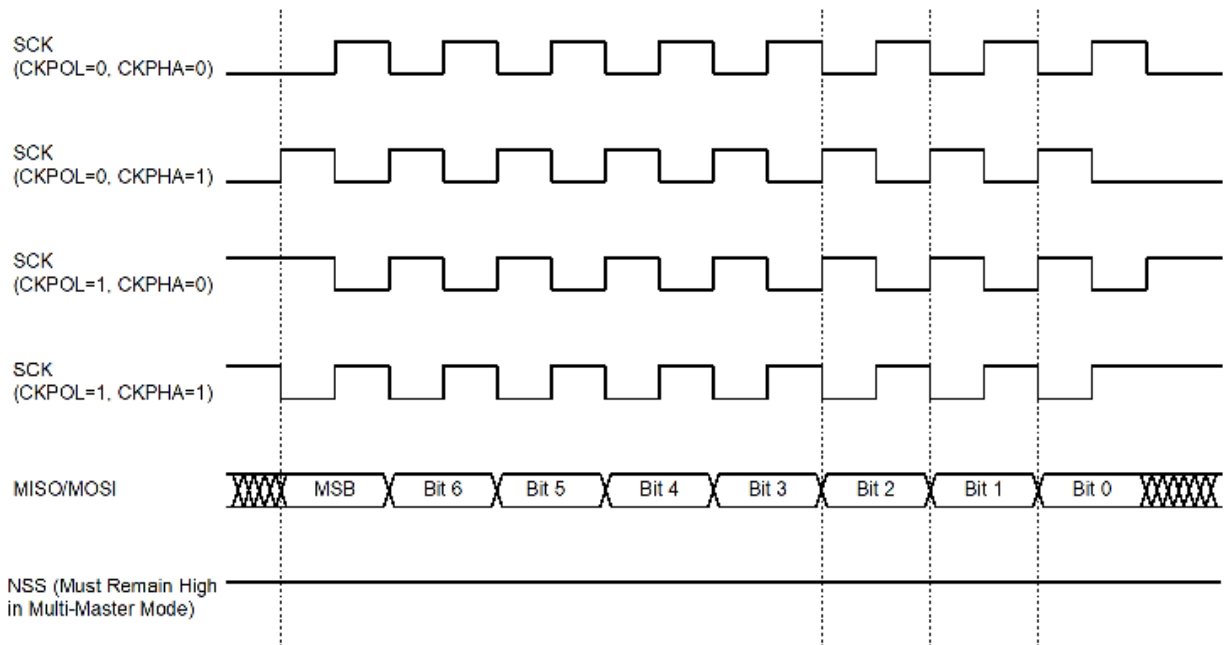 SCK
(CKPOL=0, CKPHA=0)
SCK
(CKPOL=0, CKPHA=1)
SCK
(CKPOL=1, CKPHA=0)
SCK
(CKPOL=1, CKPHA=1)
MISO/MOSI
MSB
Bit 6
Bit 5
Bit 4
Bit 3
Bit 2
Bit 1
Bit 0
NSS (Must Remain High
in Multi-Master Mode)